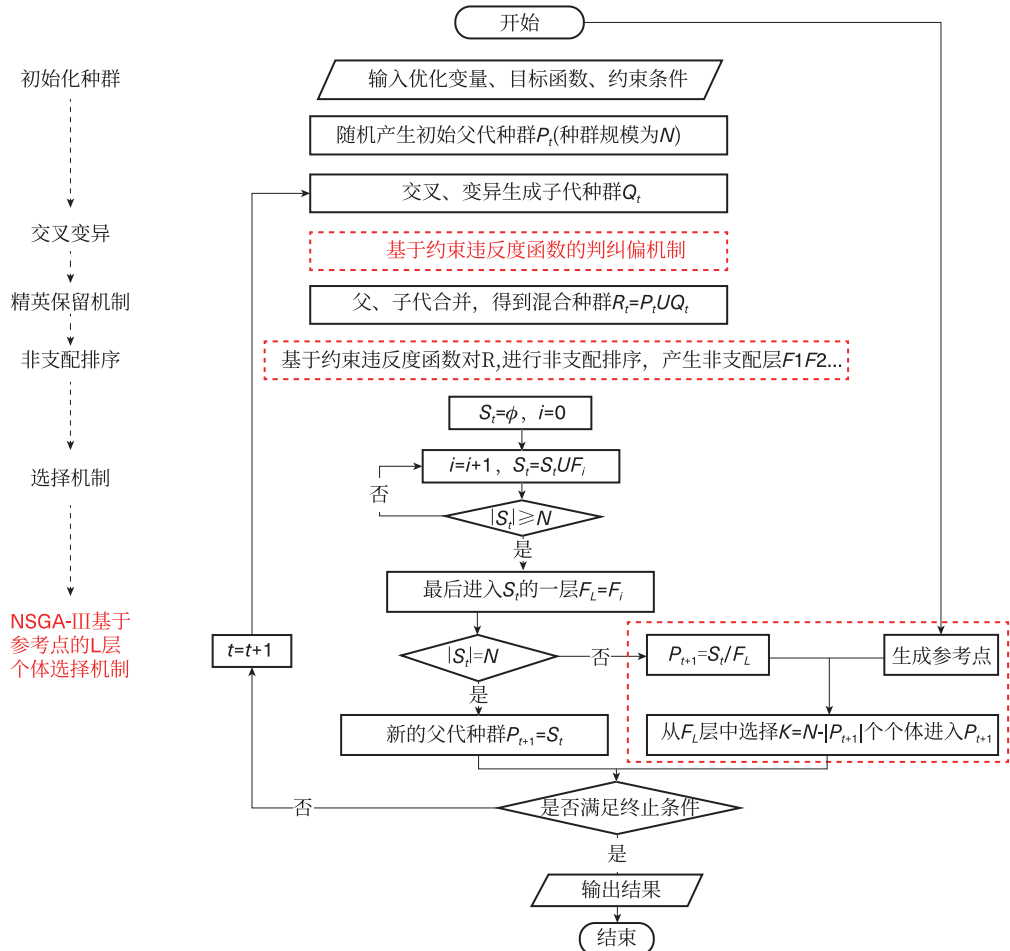 开始
初始化种群
输入优化变量、目标函数、约束条件
随机产生初始父代种群Pt(种群规模为N)
交叉、变异生成子代种群Qt
交叉变异
基于约束违反度函数的判纠偏机制
精英保留机制
父、子代合并，得到混合种群Rt=PtUQt
非支配排序
基于约束违反度函数对R,进行非支配排序，产生非支配层F1F2...
St=ϕ，i=0
选择机制
i=i+1，St=StUFi
否
|St|≥N
是
最后进入St的一层FL=Fi
NSGA-III基于
参考点的L层
个体选择机制
t=t+1
|St|=N
否
Pt+1=St/FL
生成参考点
是
新的父代种群Pt+1=St
从FL层中选择K=N-|Pt+1|个个体进入Pt+1
否
是否满足终止条件
是
输出结果
结束